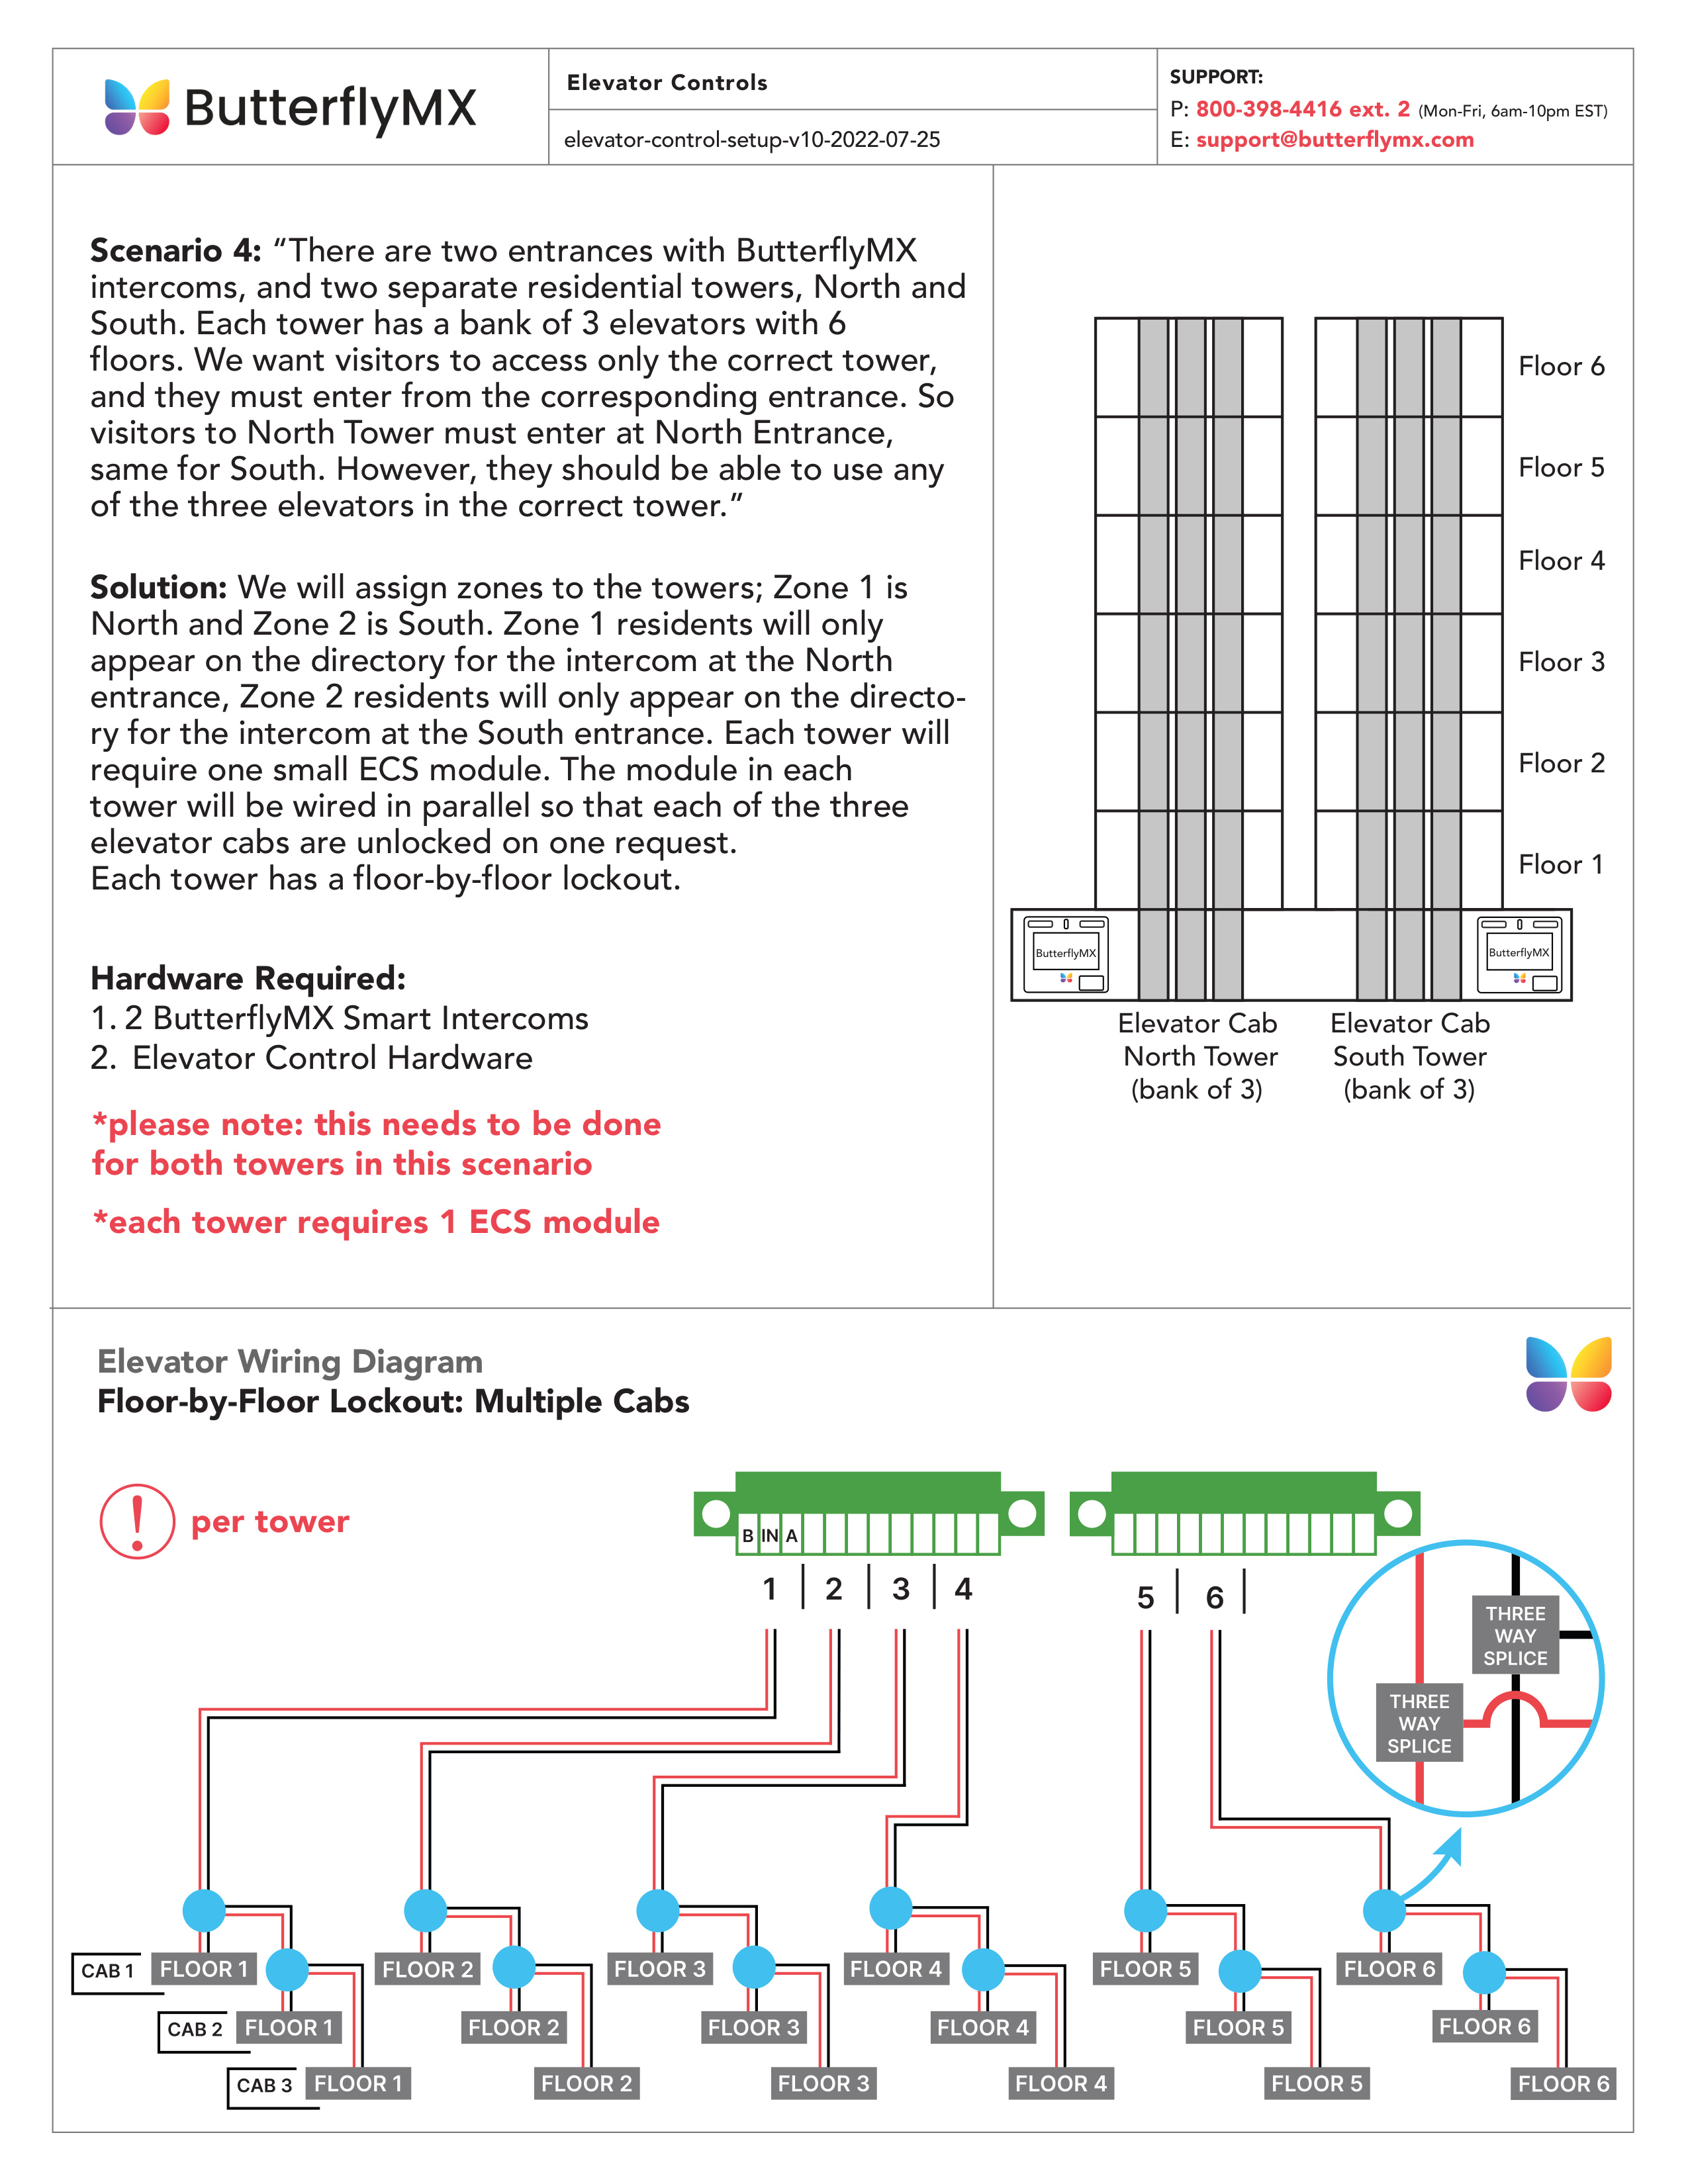 ButterflyMX
Elevator Controls
elevator-control-setup-v10-2022-07-25
SUPPORT:
P: 800-398-4416 ext. 2 (Mon-Fri, 6am-10pm EST)
E: support@butterflymx.com
Scenario 4: “There are two entrances with ButterflyMX
intercoms, and two separate residential towers, North and
South. Each tower has a bank of 3 elevators with 6
floors. We want visitors to access only the correct tower,
and they must enter from the corresponding entrance. So
visitors to North Tower must enter at North Entrance,
same for South. However, they should be able to use any
of the three elevators in the correct tower.”
Solution: We will assign zones to the towers; Zone 1 is
North and Zone 2 is South. Zone 1 residents will only
appear on the directory for the intercom at the North
entrance, Zone 2 residents will only appear on the directo-
ry for the intercom at the South entrance. Each tower will
require one small ECS module. The module in each
tower will be wired in parallel so that each of the three
elevator cabs are unlocked on one request.
Each tower has a floor-by-floor lockout.
Hardware Required:
1. 2 ButterflyMX Smart Intercoms
2. Elevator Control Hardware
*please note: this needs to be done
for both towers in this scenario
*each tower requires 1 ECS module
Floor 6
Floor 5
Floor 4
Floor 3
Floor 2
Floor 1
ButterflyMX
ButterflyMX
Elevator Cab
North Tower
(bank of 3)
Elevator Cab
South Tower
(bank of 3)
Elevator Wiring Diagram
Floor-by-Floor Lockout: Multiple Cabs
! per tower
B IN A
1 | 2 | 3 | 4
5 | 6 |
THREE
WAY
SPLICE
THREE
WAY
SPLICE
CAB 1 FLOOR 1 FLOOR 2 FLOOR 3 FLOOR 4 FLOOR 5 FLOOR 6
CAB 2 FLOOR 1 FLOOR 2 FLOOR 3 FLOOR 4 FLOOR 5 FLOOR 6
CAB 3 FLOOR 1 FLOOR 2 FLOOR 3 FLOOR 4 FLOOR 5 FLOOR 6